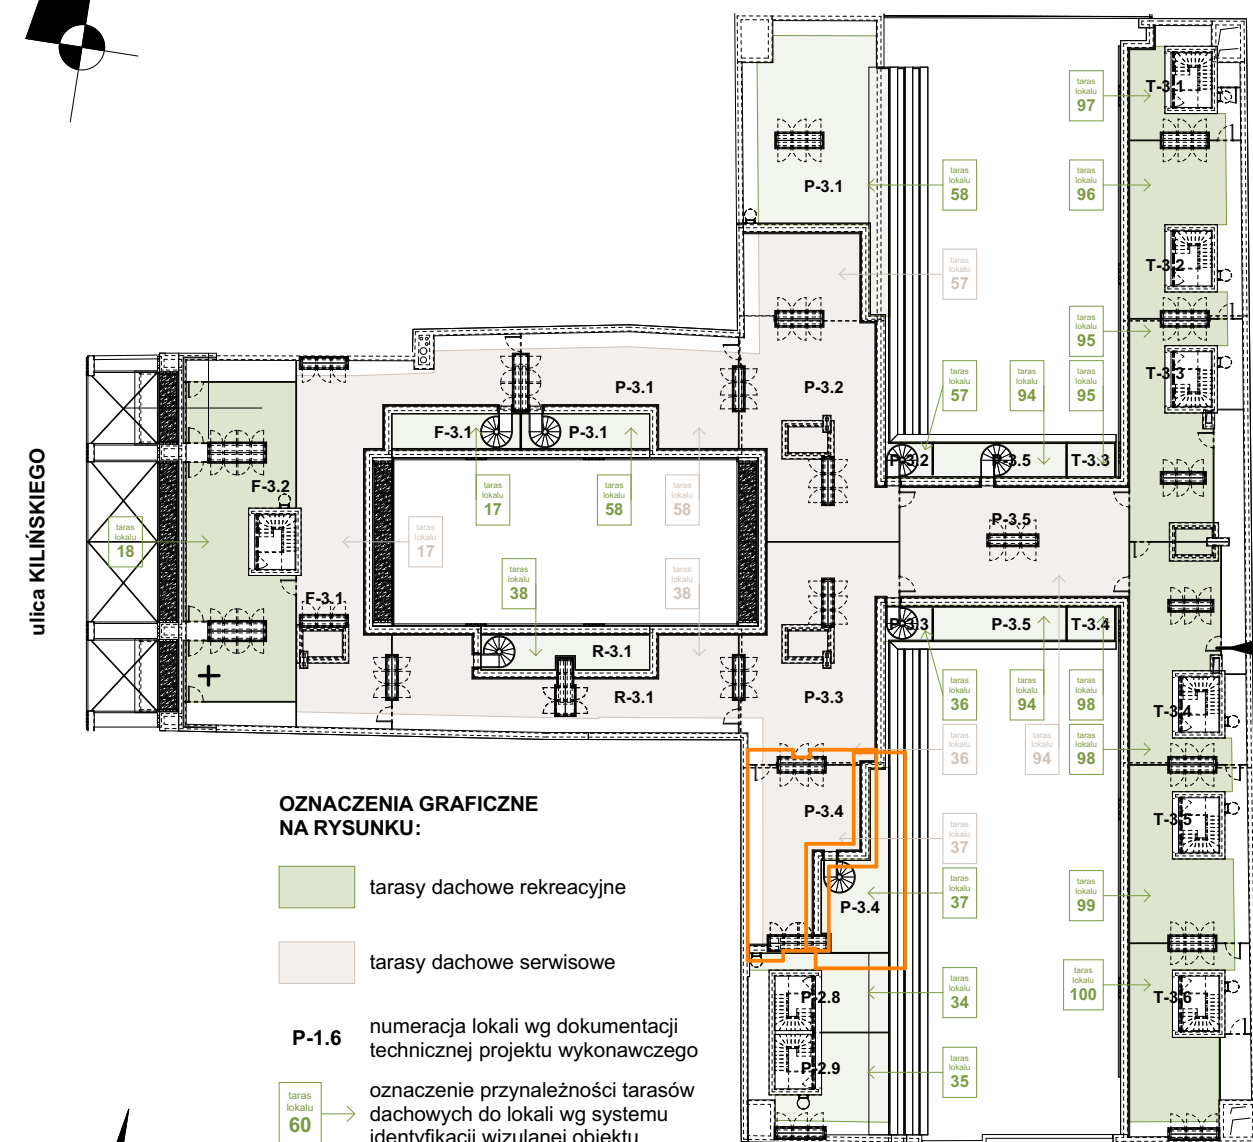 taras lokalu 97
T-3.1
P-3.1
taras lokalu 58
taras lokalu 96
T-3.2
taras lokalu 57
taras lokalu 95
T-3.3
P-3.1
P-3.2
taras lokalu 57
taras lokalu 94
taras lokalu 95
F-3.1
P-3.1
P-3.2
P-3.5
T-3.3
F-3.2
taras lokalu 17
taras lokalu 58
taras lokalu 58
P-3.5
taras lokalu 18
taras lokalu 17
ulica KILIŃSKIEGO
taras lokalu 38
taras lokalu 38
F-3.1
P-3.3
P-3.5
T-3.4
R-3.1
R-3.1
P-3.3
taras lokalu 36
taras lokalu 94
taras lokalu 98
T-3.4
taras lokalu 36
taras lokalu 94
taras lokalu 98
OZNACZENIA GRAFICZNE
NA RYSUNKU:
P-3.4
T-3.5
taras lokalu 37
tarasy dachowe rekreacyjne
taras lokalu 37
P-3.4
taras lokalu 99
tarasy dachowe serwisowe
P-2.8
taras lokalu 34
taras lokalu 100
T-3.6
P-1.6
numeracja lokali wg dokumentacji
technicznej projektu wykonawczego
P-2.9
taras lokalu 35
taras lokalu 60
oznaczenie przynależności tarasów
dachowych do lokali wg systemu
identyfikacji wizulanej obiektu